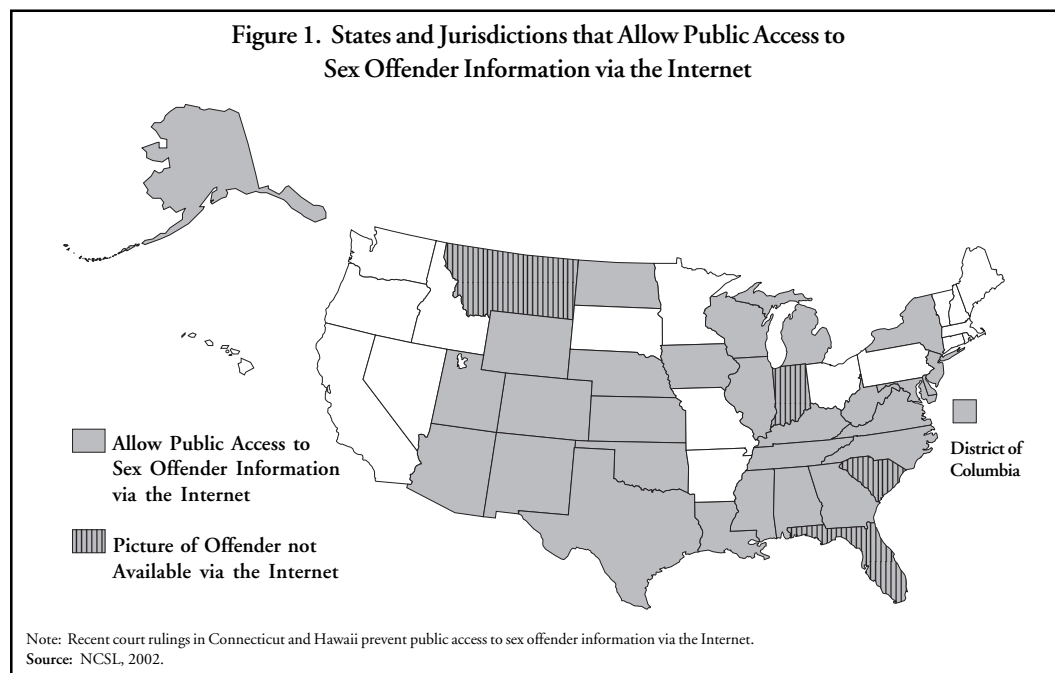 Figure 1. States and Jurisdictions that Allow Public Access to
Sex Offender Information via the Internet
Allow Public Access to
Sex Offender Information
via the Internet
Picture of Offender not
Available via the Internet
District of
Columbia
Note: Recent court rulings in Connecticut and Hawaii prevent public access to sex offender information via the Internet.
Source: NCSL, 2002.